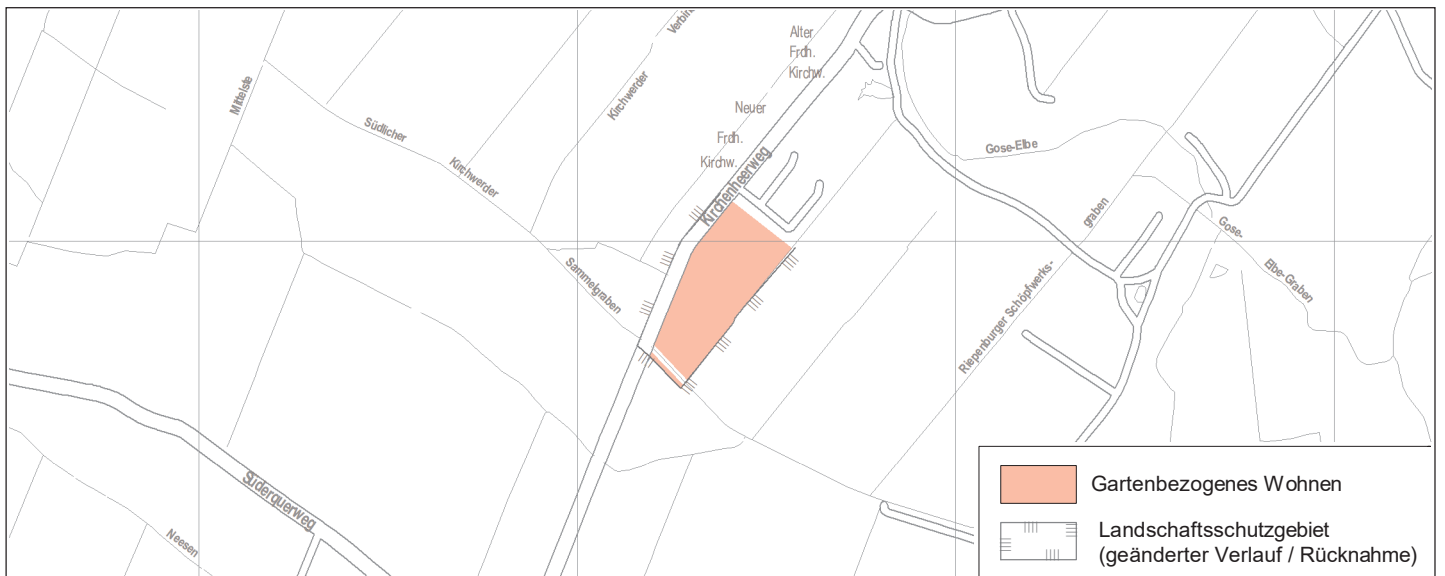 Mittelste
Südlicher
Kirchwerder
Kirchwerder
Alter
Frdh.
Kirchw.
Neuer
Frdh.
Kirchw.
Kirchenheerweg
Gose-Elbe
graben
Gose-
Elbe-Graben
Sammelgraben
Riepenburger Schöpfwerks-
Süderquerweg
Neesen
Gartenbezogenes Wohnen
Landschaftsschutzgebiet
(geänderter Verlauf / Rücknahme)